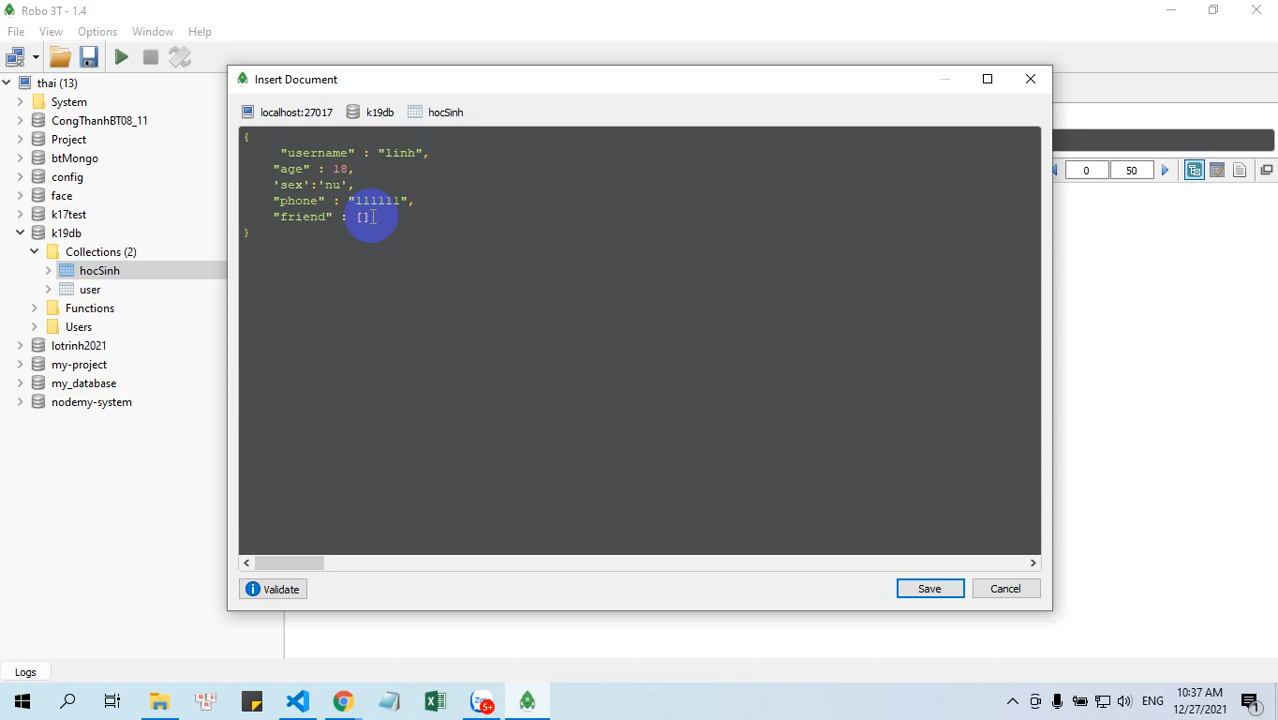 Robo 3T - 1.4
File View Options Window Help
thai (13)
System
CongThanhBT08_11
Project
btMongo
config
face
k17test
k19db
Collections (2)
hocSinh
user
Functions
Users
lotrinh2021
my-project
my_database
nodemy-system
Logs
0 50
Insert Document
localhost:27017 k19db hocSinh
{
"username" : "linh",
"age" : 18,
'sex':'nu',
"phone" : "111111",
"friend" : []
}
Validate
Save Cancel
ENG
10:37 AM
12/27/2021